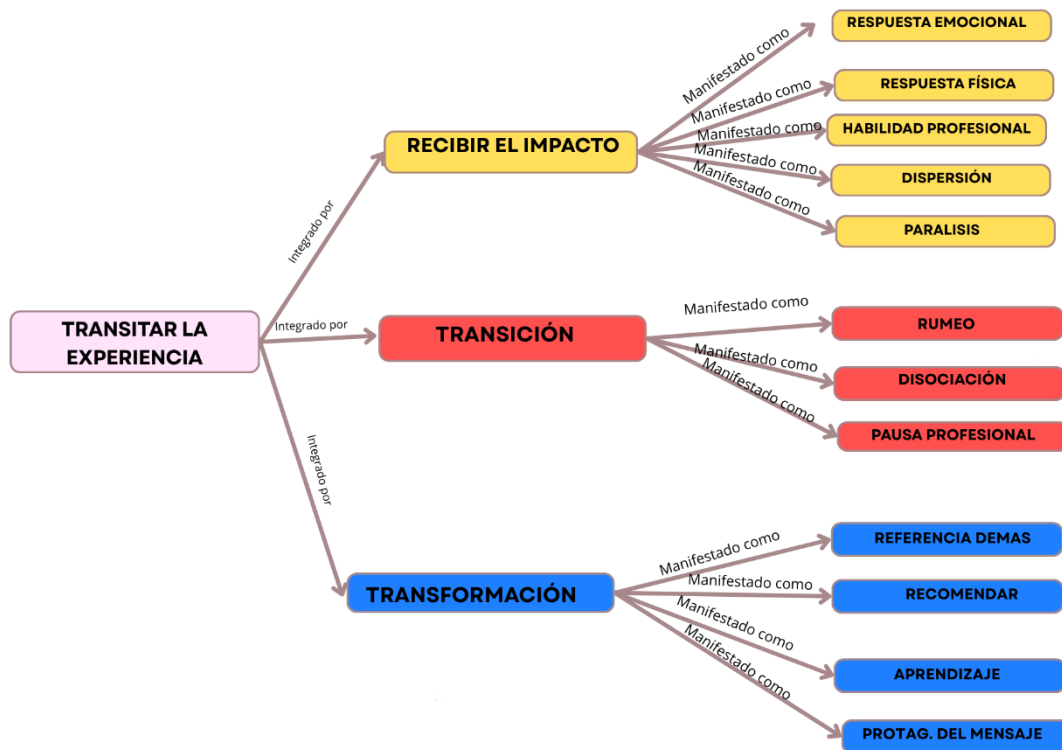 RESPUESTA EMOCIONAL
Manifestado como
RESPUESTA FÍSICA
Manifestado como
HABILIDAD PROFESIONAL
Manifestado como
RECIBIR EL IMPACTO
Manifestado como
DISPERSIÓN
Manifestado como
PARALISIS
Integrado por
TRANSITAR LA
EXPERIENCIA
Integrado por
TRANSICIÓN
Manifestado como
RUMEO
Manifestado como
DISOCIACIÓN
Manifestado como
PAUSA PROFESIONAL
Integrado por
TRANSFORMACIÓN
Manifestado como
REFERENCIA DEMAS
Manifestado como
RECOMENDAR
Manifestado como
APRENDIZAJE
Manifestado como
PROTAG. DEL MENSAJE